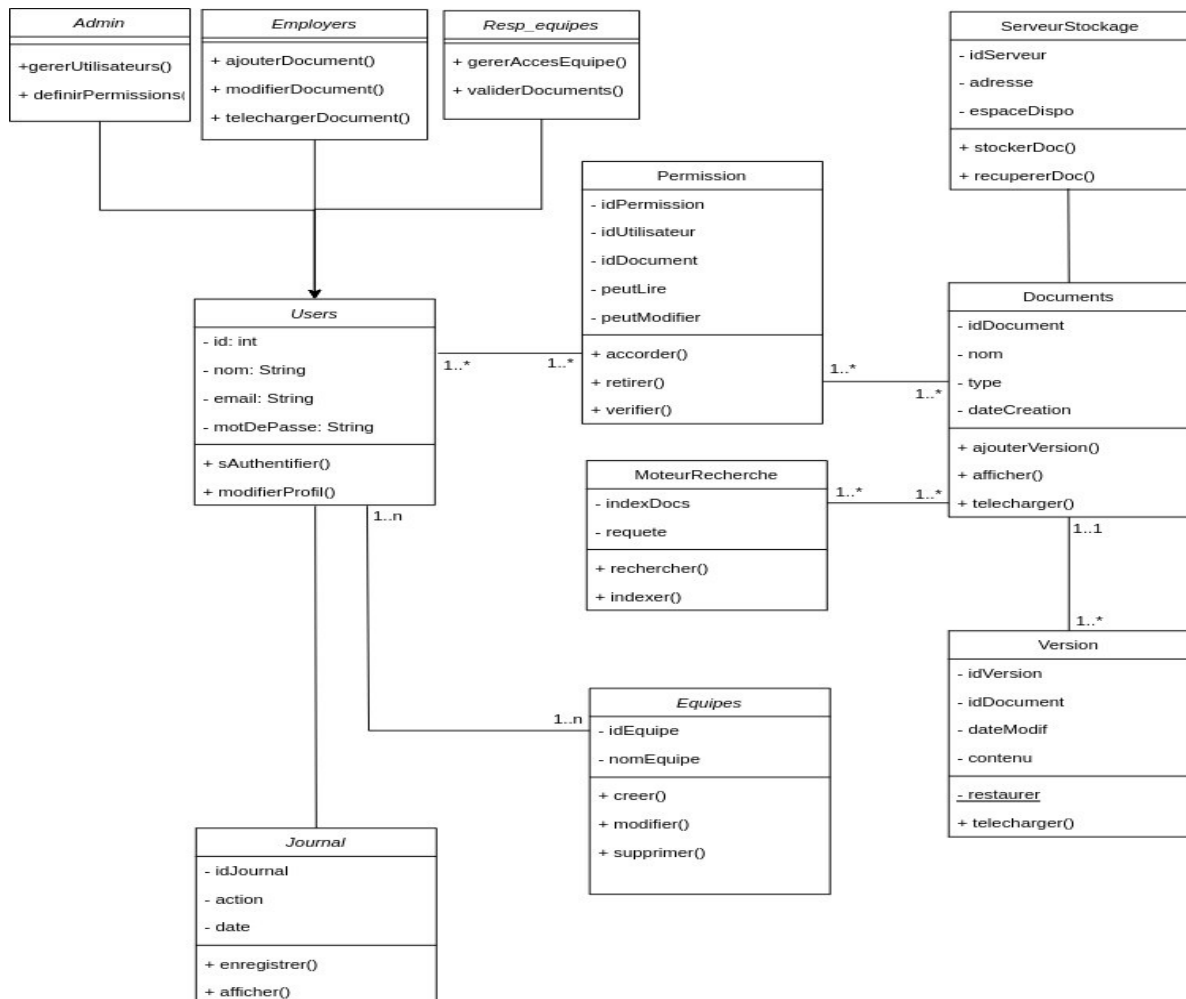 Admin
+gererUtilisateurs()
+ definirPermissions(
Employers
+ ajouterDocument()
+ modifierDocument()
+ telechargerDocument()
Resp_equipes
+ gererAccesEquipe()
+ validerDocuments()
ServeurStockage
- idServeur
- adresse
- espaceDispo
+ stockerDoc()
+ recupererDoc()
Permission
- idPermission
- idUtilisateur
- idDocument
- peutLire
- peutModifier
+ accorder()
+ retirer()
+ verifier()
Users
- id: int
- nom: String
- email: String
- motDePasse: String
+ sAuthentifier()
+ modifierProfil()
1..*
1..*
1..*
1..*
Documents
- idDocument
- nom
- type
- dateCreation
+ ajouterVersion()
+ afficher()
+ telecharger()
MoteurRecherche
- indexDocs
- requete
+ rechercher()
+ indexer()
1..*
1..*
1..n
1..1
1..*
Version
- idVersion
- idDocument
- dateModif
- contenu
- restaurer
+ telecharger()
1..n
Equipes
- idEquipe
- nomEquipe
+ creer()
+ modifier()
+ supprimer()
Journal
- idJournal
- action
- date
+ enregistrer()
+ afficher()